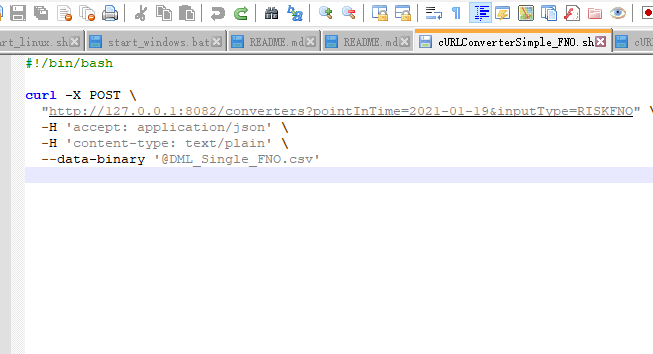 art_linux.sh
start_windows.bat
README.md
README.md
cURLConverterSimple_FNO.sh
cUR
#!/bin/bash
curl -X POST \
"http://127.0.0.1:8082/converters?pointInTime=2021-01-19&inputType=RISKFNO" \
-H 'accept: application/json' \
-H 'content-type: text/plain' \
--data-binary '@DML_Single_FNO.csv'